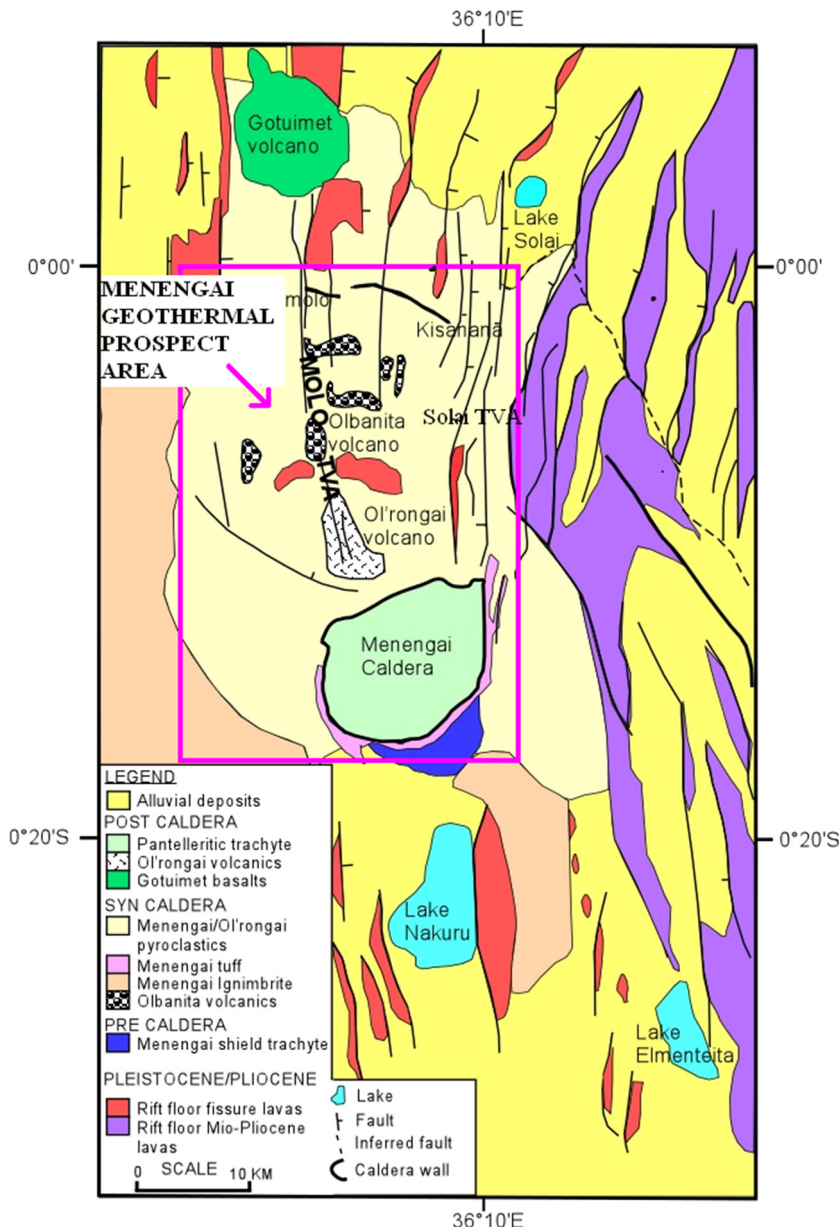 36°10'E
Gotuimet
volcano
Lake
Solai
0°00'
0°00'
MENENGAI
GEOTHERMAL
PROSPECT
AREA
molo
Kisanana
MOLO TVA
Olbanita
volcano
Solai TVA
Ol'rongai
volcano
Menengai
Caldera
LEGEND
Alluvial deposits
POST CALDERA
Pantelleritic trachyte
Ol'rongai volcanics
Gotuimet basalts
SYN CALDERA
Menengai/Ol'rongai
pyroclastics
Menengai tuff
Menengai Ignimbrite
Olbanita volcanics
PRE CALDERA
Menengai shield trachyte
PLEISTOCENE/PLIOCENE
Rift floor fissure lavas
Rift floor Mio-Pliocene
lavas
SCALE
0 10 KM
Lake
Fault
Inferred fault
Caldera wall
0°20'S
0°20'S
Lake
Nakuru
Lake
Elmenteita
36°10'E